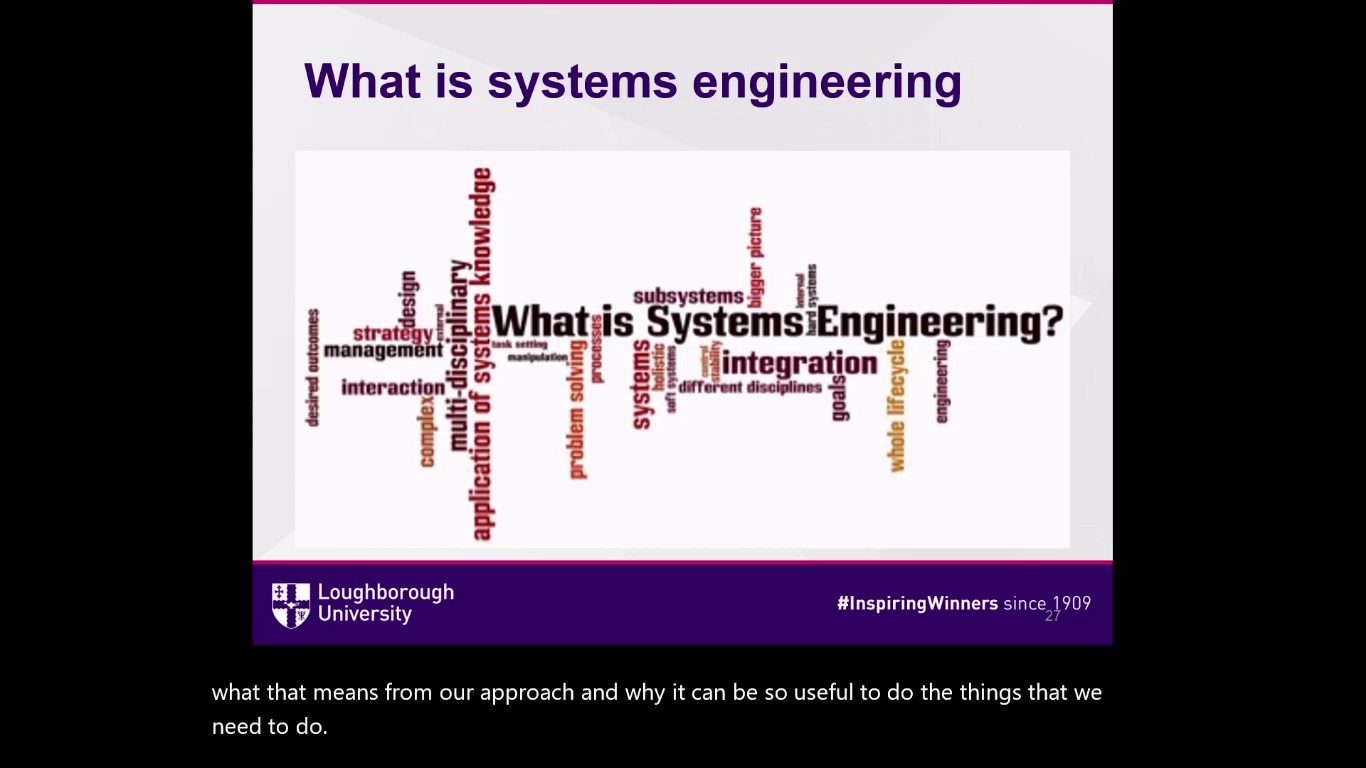 What is systems engineering
application of systems knowledge
bigger picture
design
multi-disciplinary
external
internal
hard systems
subsystems
desired outcomes
strategy
What is Systems Engineering?
management
task setting
manipulation
processes
problem solving
systems
holistic
soft systems
control
stability
integration
interaction
different disciplines
goals
complex
whole lifecycle
engineering
Loughborough
University
#InspiringWinners since 1909
27
what that means from our approach and why it can be so useful to do the things that we
need to do.